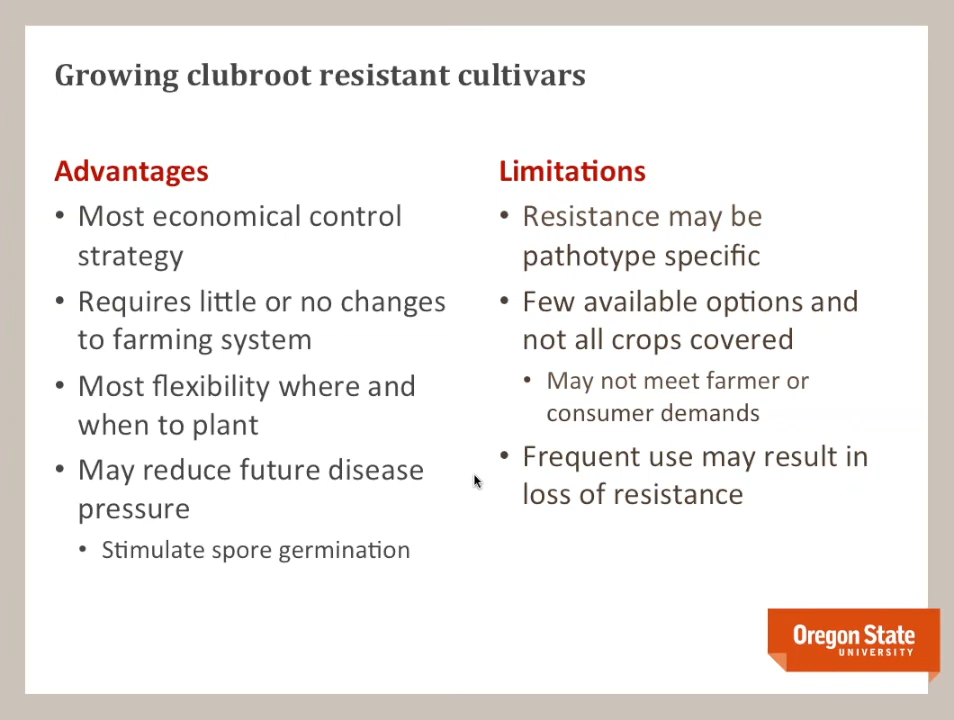 Growing clubroot resistant cultivars
Advantages
• Most economical control
strategy
• Requires little or no changes
to farming system
• Most flexibility where and
when to plant
• May reduce future disease
pressure
• Stimulate spore germination
Limitations
• Resistance may be
pathotype specific
• Few available options and
not all crops covered
• May not meet farmer or
consumer demands
• Frequent use may result in
loss of resistance
Oregon State
UNIVERSITY